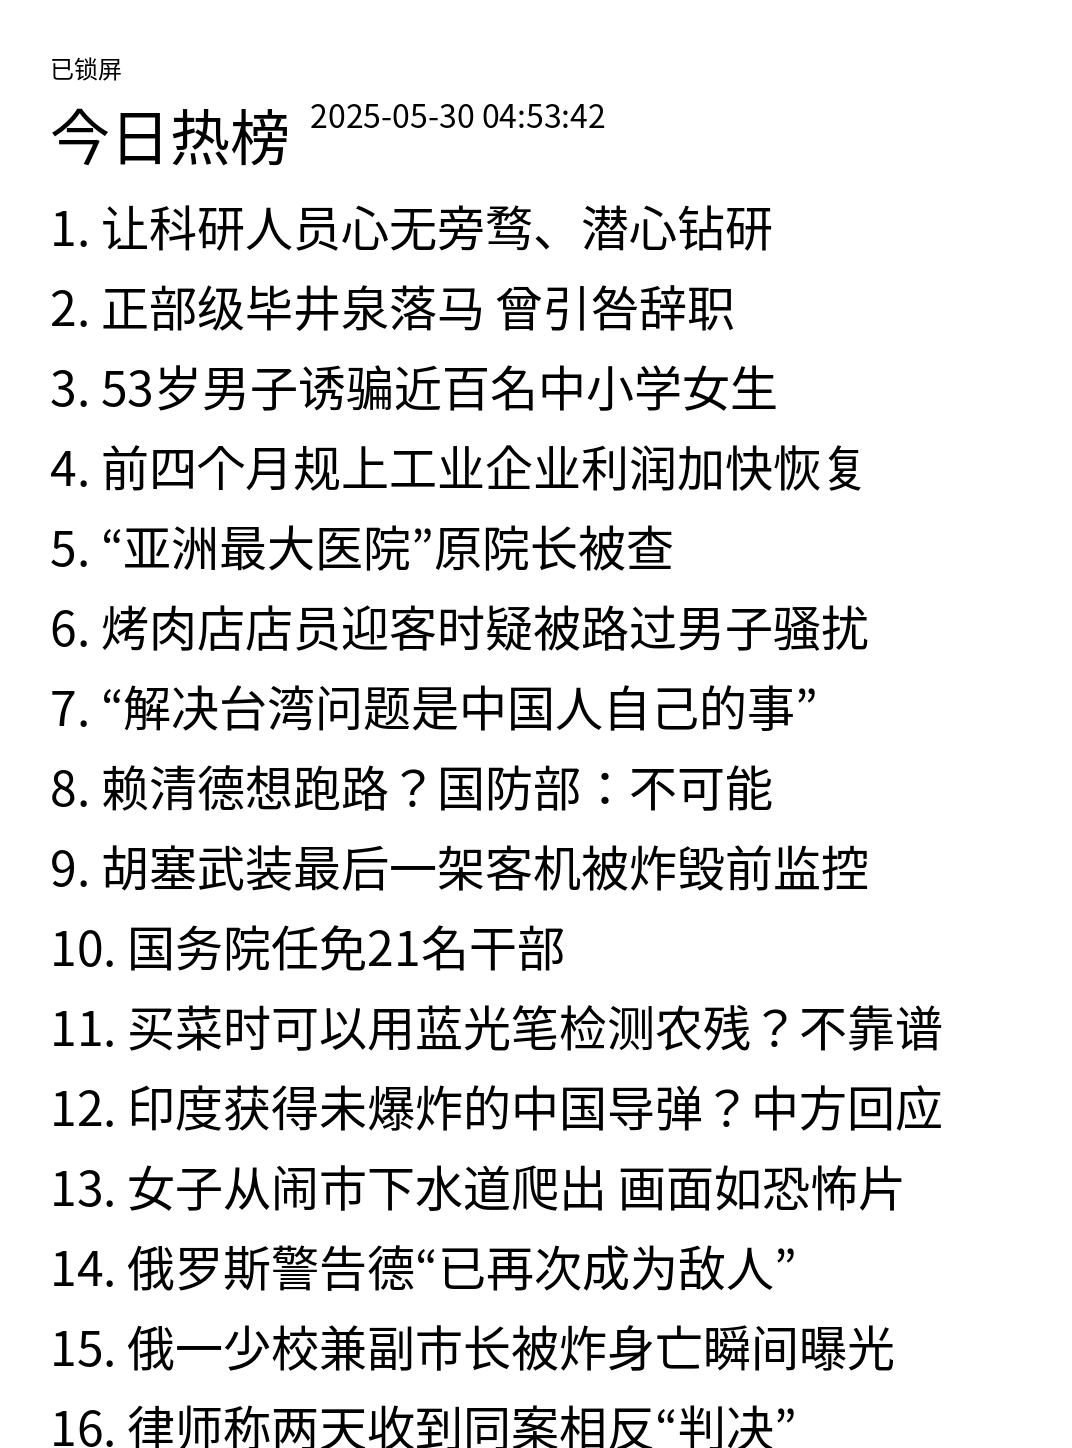 已锁屏
今日热榜 2025-05-30 04:53:42
1. 让科研人员心无旁骛、潜心钻研
2. 正部级毕井泉落马 曾引咎辞职
3. 53岁男子诱骗近百名中小学女生
4. 前四个月规上工业企业利润加快恢复
5. “亚洲最大医院”原院长被查
6. 烤肉店店员迎客时疑被路过男子骚扰
7. “解决台湾问题是中国人自己的事”
8. 赖清德想跑路？国防部：不可能
9. 胡塞武装最后一架客机被炸毁前监控
10. 国务院任免21名干部
11. 买菜时可以用蓝光笔检测农残？不靠谱
12. 印度获得未爆炸的中国导弹？中方回应
13. 女子从闹市下水道爬出 画面如恐怖片
14. 俄罗斯警告德“已再次成为敌人”
15. 俄一少校兼副市长被炸身亡瞬间曝光
16. 律师称两天收到同案相反“判决”